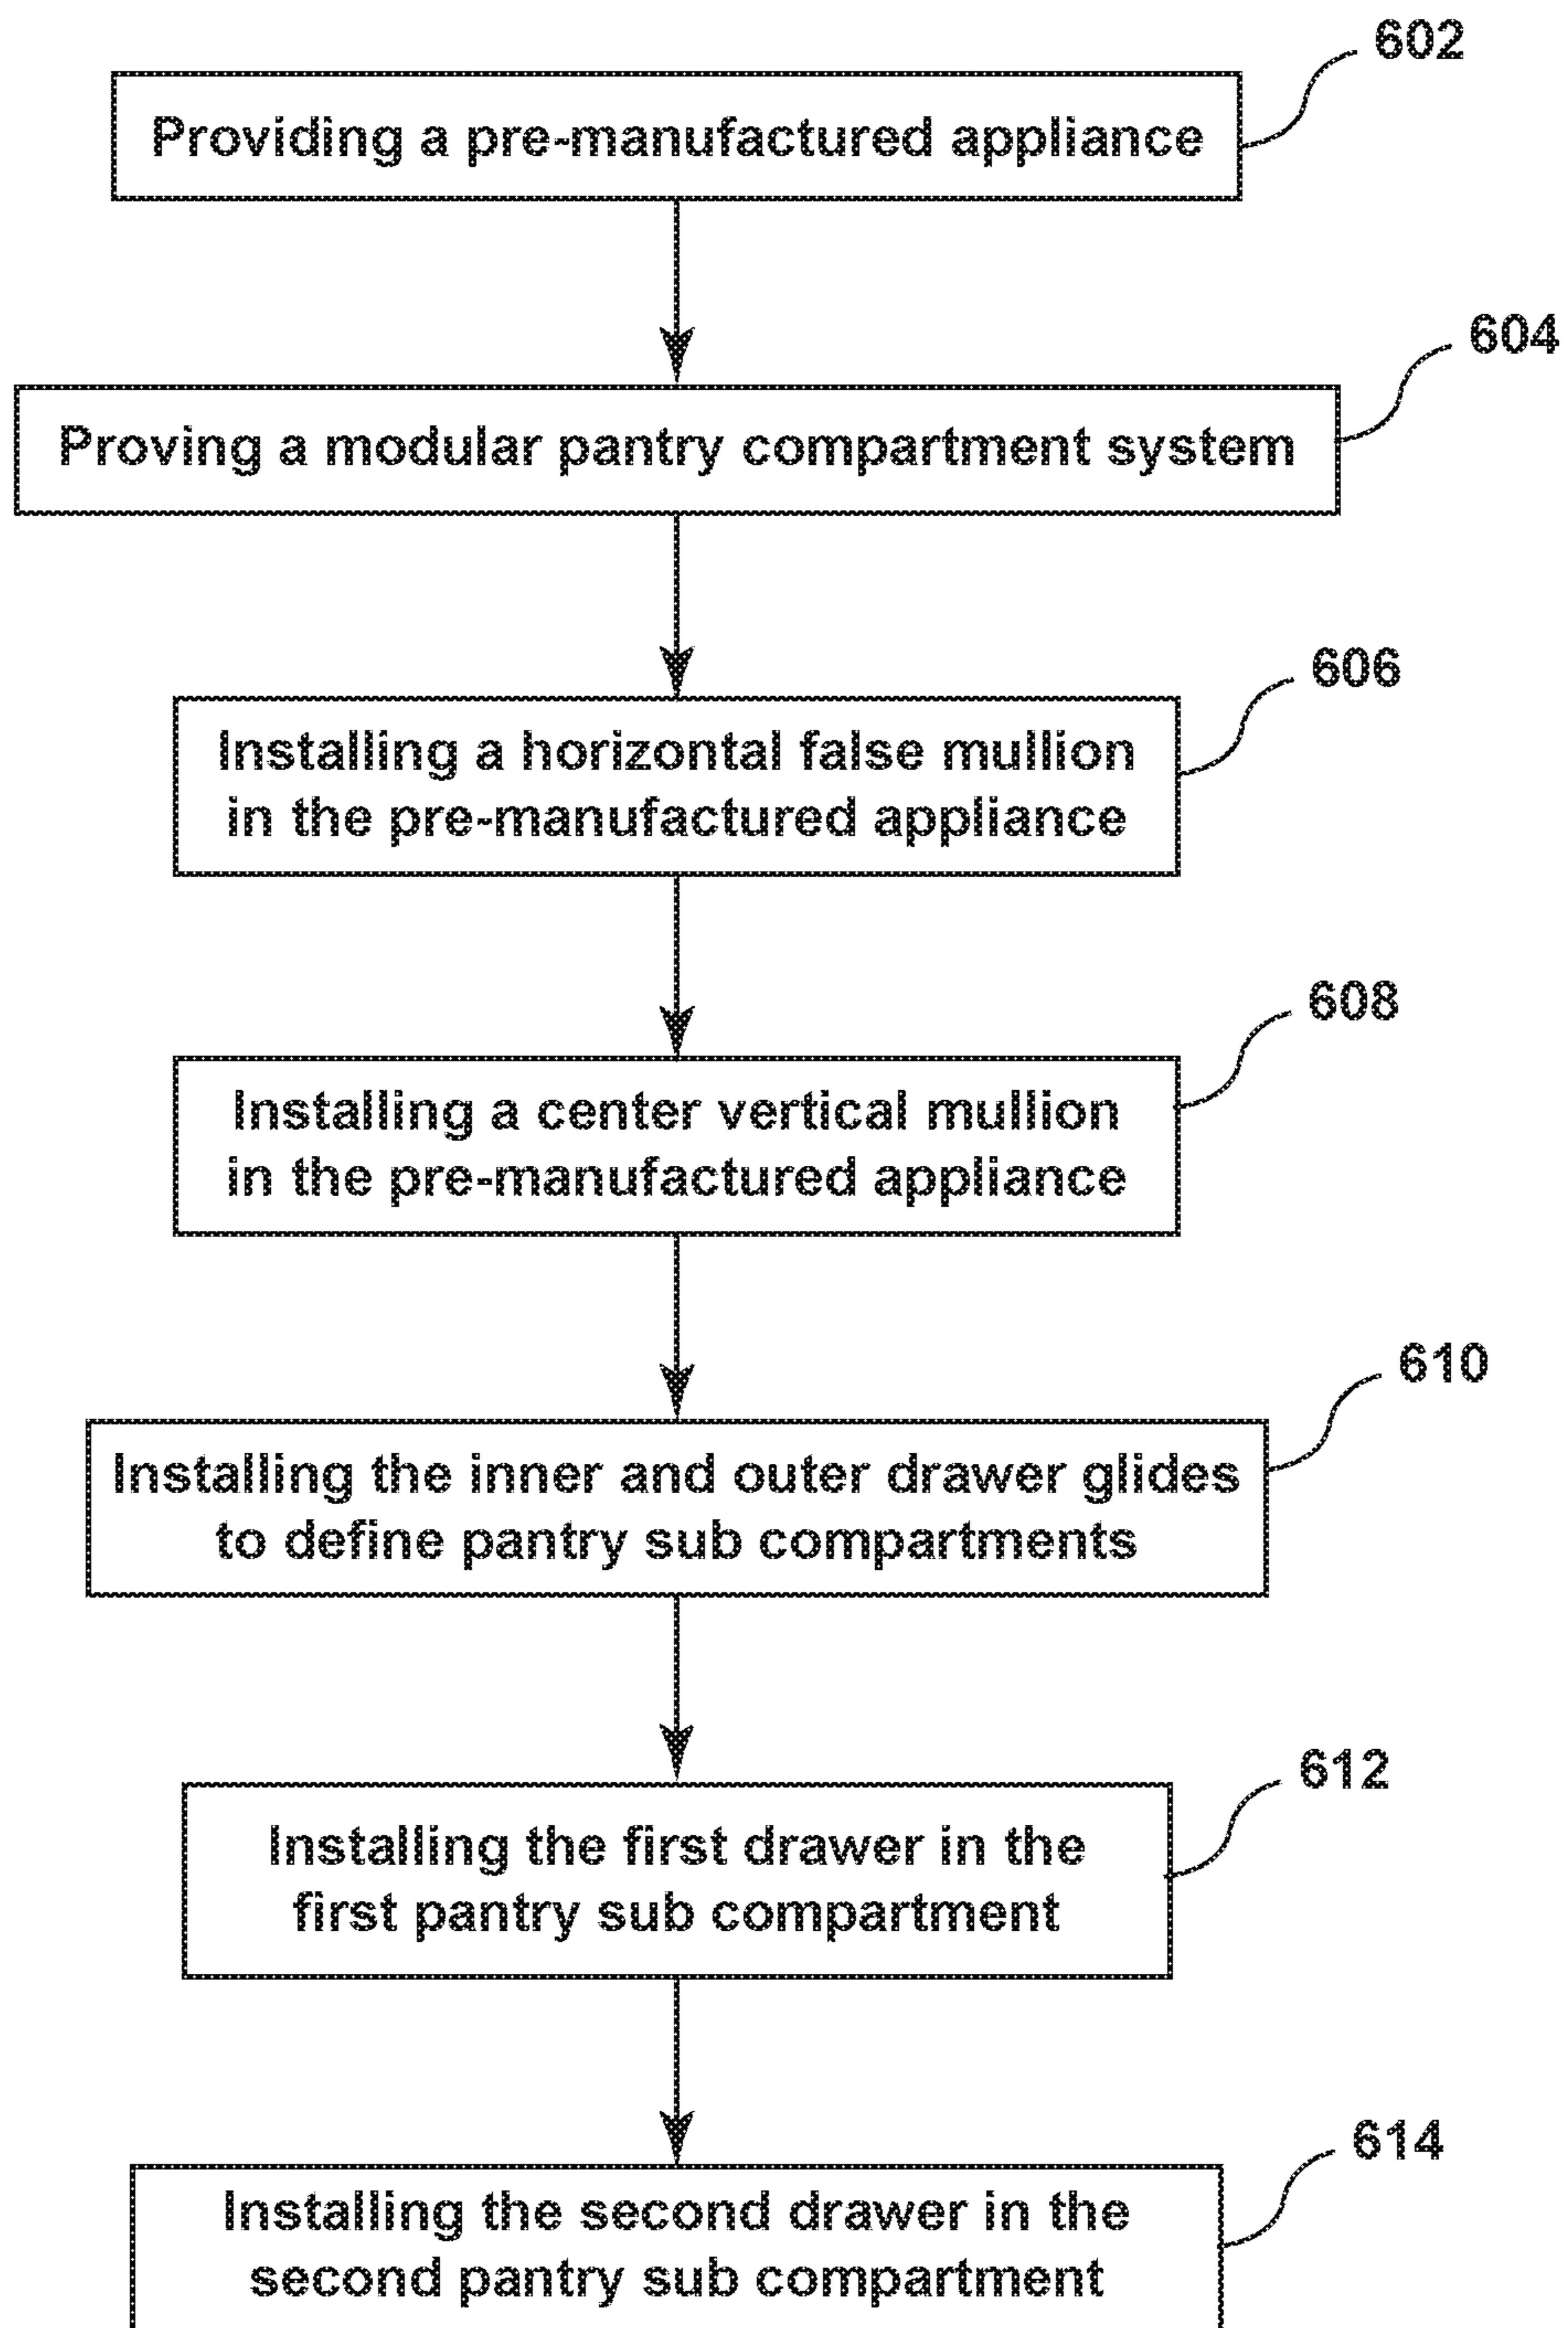 602
Providing a pre-manufactured appliance
604
Proving a modular pantry compartment system
606
Installing a horizontal false mullion
in the pre-manufactured appliance
608
Installing a center vertical mullion
in the pre-manufactured appliance
610
Installing the inner and outer drawer glides
to define pantry sub compartments
612
Installing the first drawer in the
first pantry sub compartment
614
Installing the second drawer in the
second pantry sub compartment